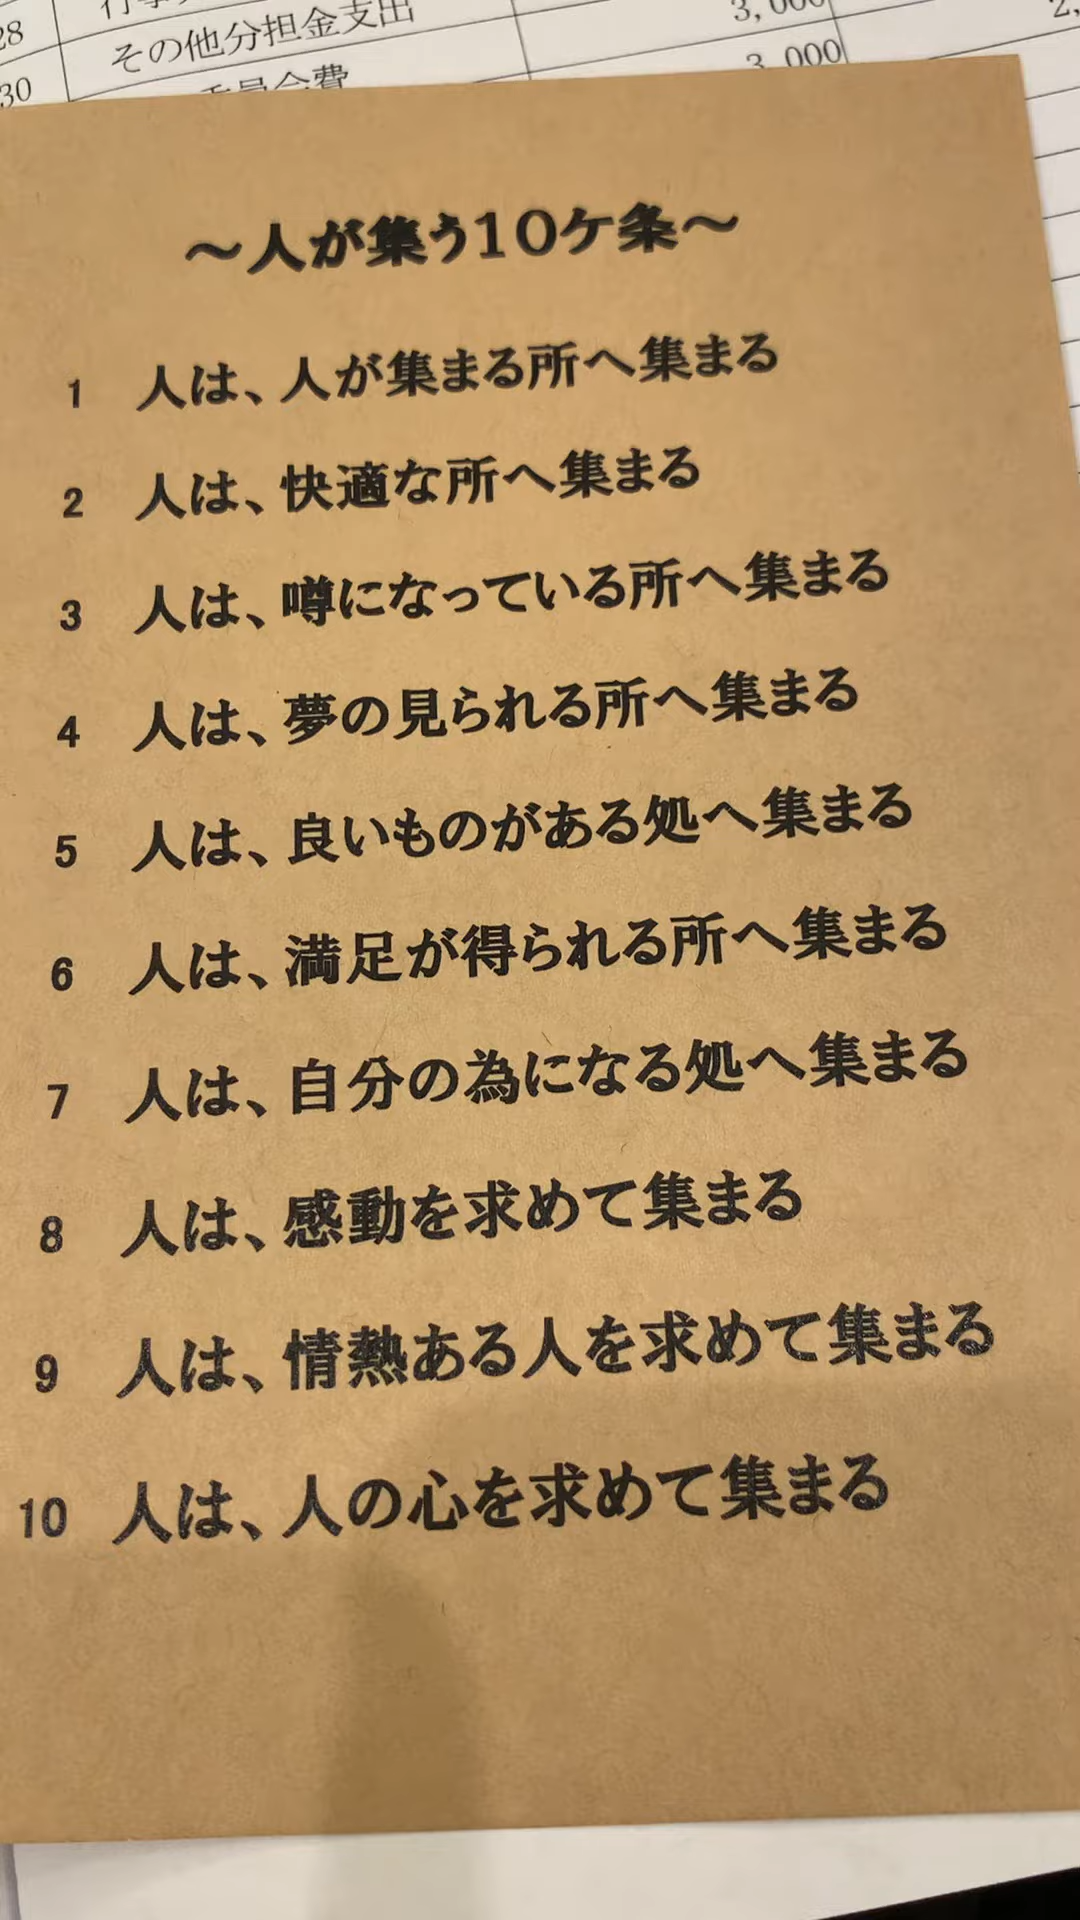 28
その他分担金支出
3,000
30
3,000
～人が集う10ケ条～
1 人は、人が集まる所へ集まる
2 人は、快適な所へ集まる
3 人は、噂になっている所へ集まる
4 人は、夢の見られる所へ集まる
5 人は、良いものがある処へ集まる
6 人は、満足が得られる所へ集まる
7 人は、自分の為になる処へ集まる
8 人は、感動を求めて集まる
9 人は、情熱ある人を求めて集まる
10 人は、人の心を求めて集まる